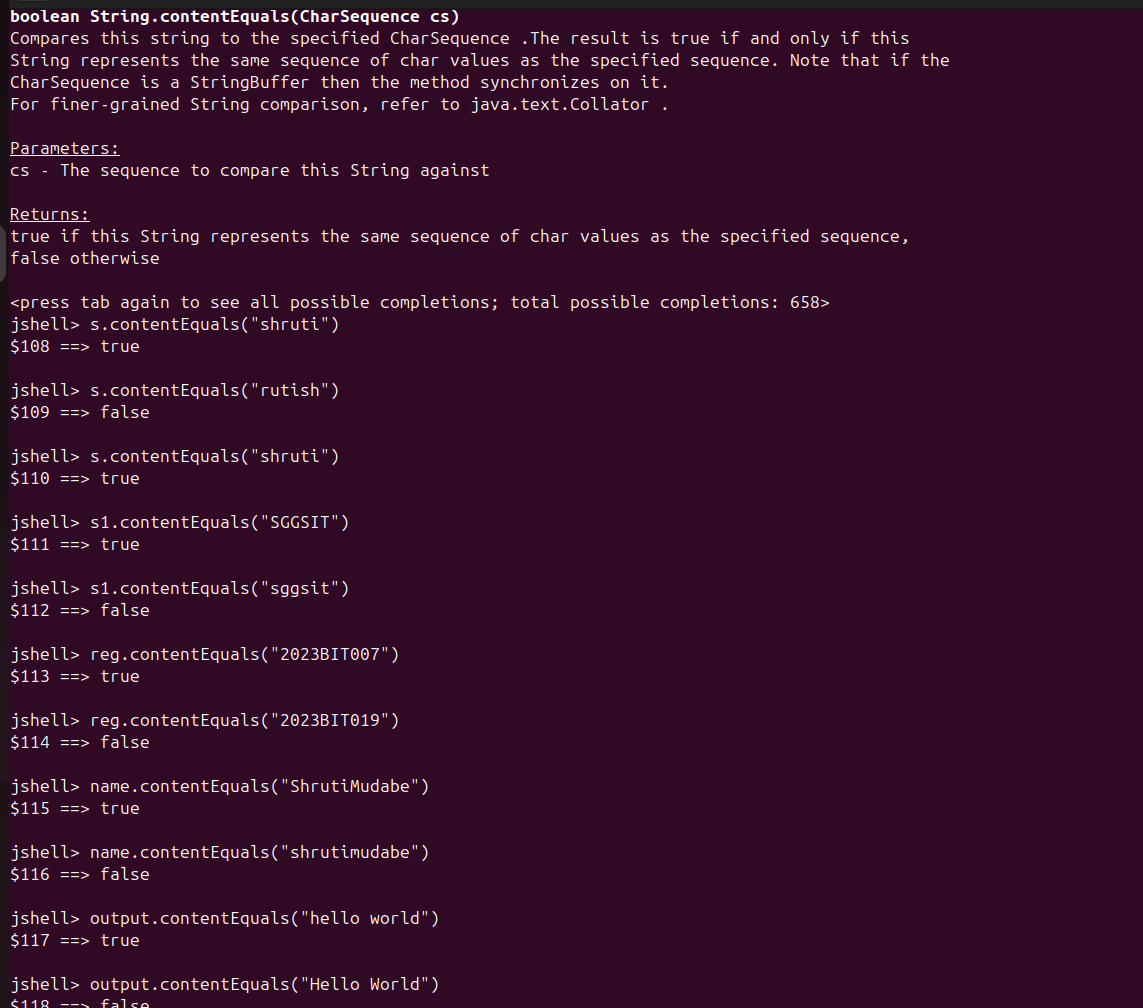 boolean String.contentEquals(CharSequence cs)
Compares this string to the specified CharSequence .The result is true if and only if this
String represents the same sequence of char values as the specified sequence. Note that if the
CharSequence is a StringBuffer then the method synchronizes on it.
For finer-grained String comparison, refer to java.text.Collator .
Parameters:
cs - The sequence to compare this String against
Returns:
true if this String represents the same sequence of char values as the specified sequence,
false otherwise
<press tab again to see all possible completions; total possible completions: 658>
jshell> s.contentEquals("shruti")
$108 ==> true
jshell> s.contentEquals("rutish")
$109 ==> false
jshell> s.contentEquals("shruti")
$110 ==> true
jshell> s1.contentEquals("SGGSIT")
$111 ==> true
jshell> s1.contentEquals("sggsit")
$112 ==> false
jshell> reg.contentEquals("2023BIT007")
$113 ==> true
jshell> reg.contentEquals("2023BIT019")
$114 ==> false
jshell> name.contentEquals("ShrutiMudabe")
$115 ==> true
jshell> name.contentEquals("shrutimudabe")
$116 ==> false
jshell> output.contentEquals("hello world")
$117 ==> true
jshell> output.contentEquals("Hello World")
$118 ==> false